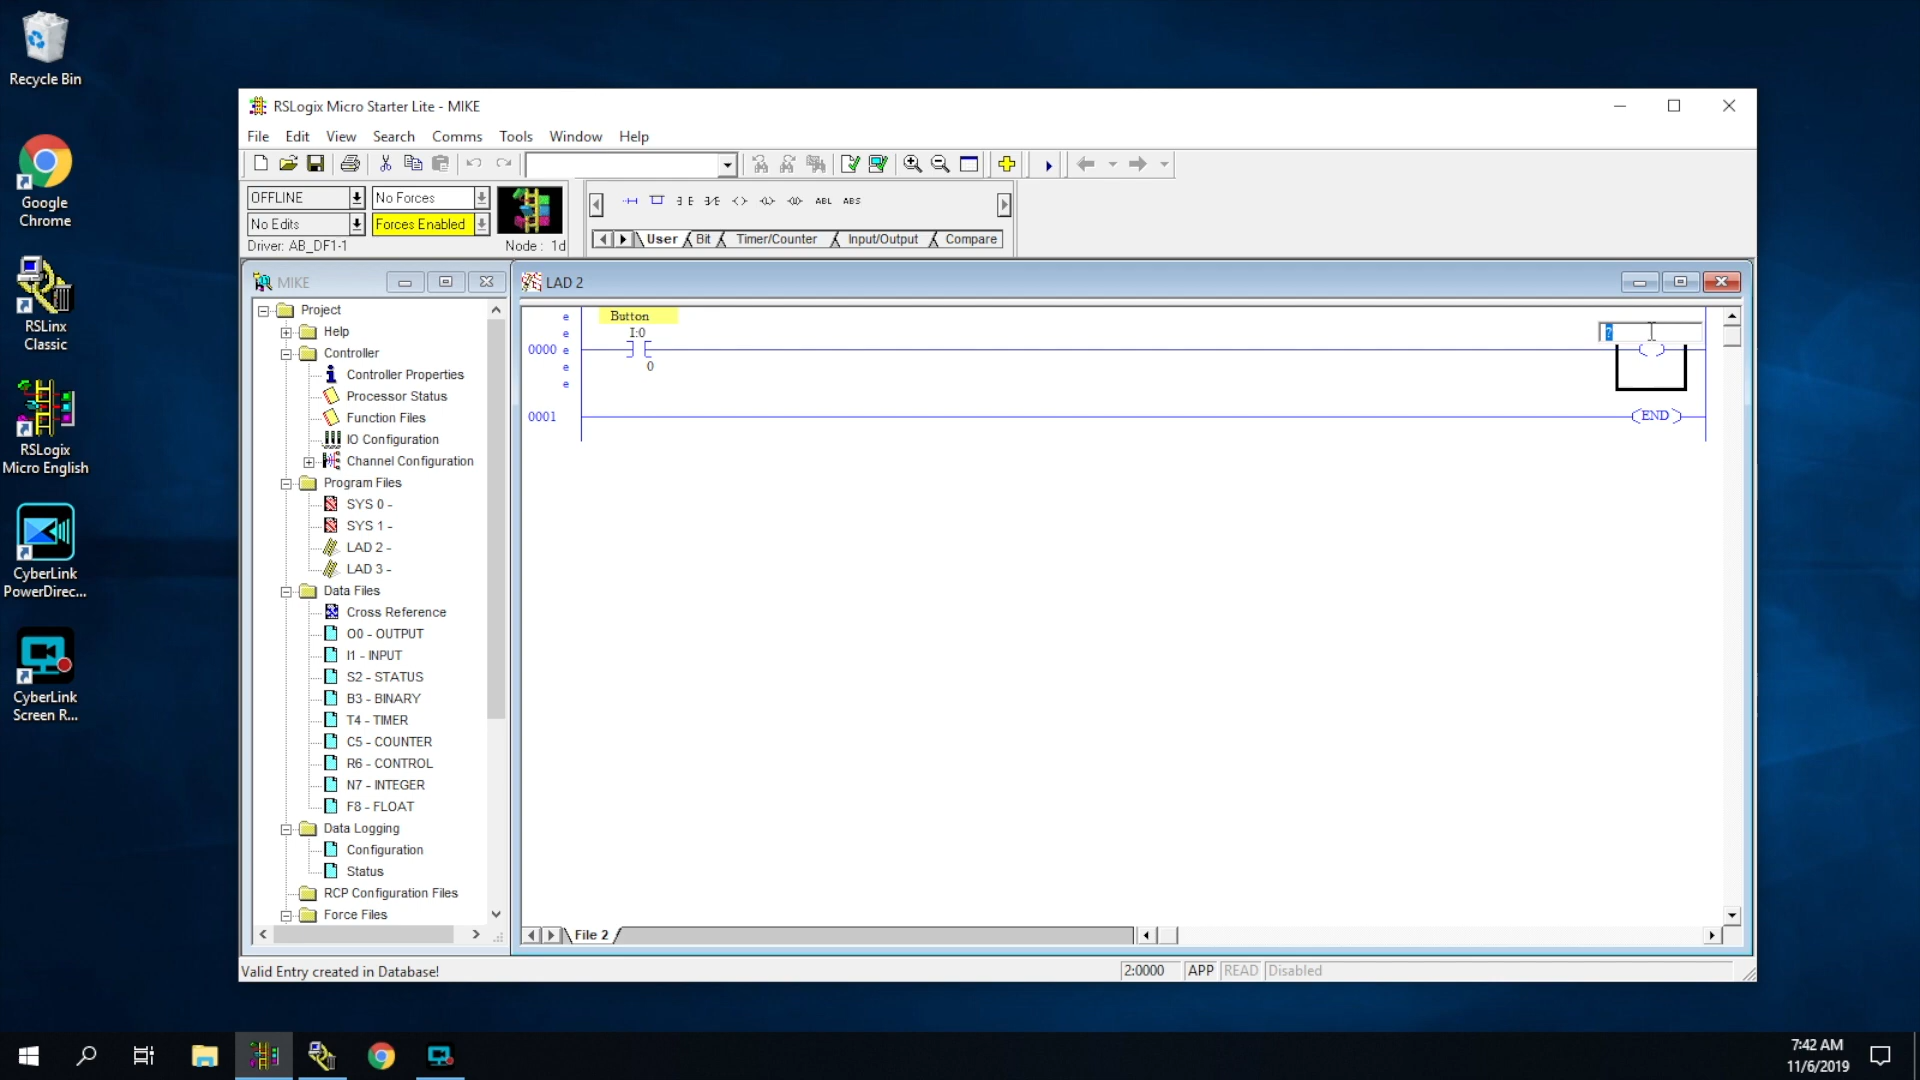 Recycle Bin
Google
Chrome
RSLinx
Classic
RSLogix
Micro English
CyberLink
PowerDirec...
CyberLink
Screen R...
RSLogix Micro Starter Lite - MIKE
File Edit View Search Comms Tools Window Help
OFFLINE No Forces
No Edits Forces Enabled
Driver: AB_DF1-1 Node : 1d
ABL ABS
User Bit Timer/Counter Input/Output Compare
MIKE
Project
Help
Controller
Controller Properties
Processor Status
Function Files
IO Configuration
Channel Configuration
Program Files
SYS 0 -
SYS 1 -
LAD 2 -
LAD 3 -
Data Files
Cross Reference
O0 - OUTPUT
I1 - INPUT
S2 - STATUS
B3 - BINARY
T4 - TIMER
C5 - COUNTER
R6 - CONTROL
N7 - INTEGER
F8 - FLOAT
Data Logging
Configuration
Status
RCP Configuration Files
Force Files
LAD 2
e Button
e I:0 ?
0000 e
e 0
e
0001 END
File 2
Valid Entry created in Database!
2:0000 APP READ Disabled
7:42 AM
11/6/2019